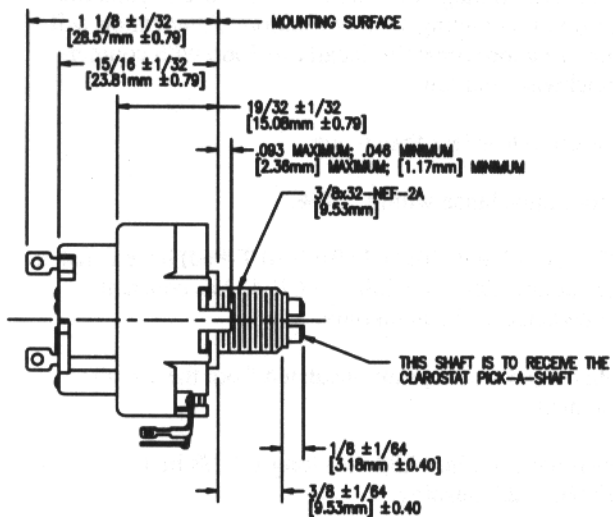 1 1/8 ±1/32
[28.57mm ±0.79]
MOUNTING SURFACE
15/16 ±1/32
[23.81mm ±0.79]
19/32 ±1/32
[15.08mm ±0.79]
.093 MAXIMUM; .046 MINIMUM
[2.36mm] MAXIMUM; [1.17mm] MINIMUM
3/8x32-NEF-2A
[9.53mm]
THIS SHAFT IS TO RECEIVE THE
CLAROSTAT PICK-A-SHAFT
1/8 ±1/64
[3.18mm ±0.40]
3/8 ±1/64
[9.53mm] ±0.40